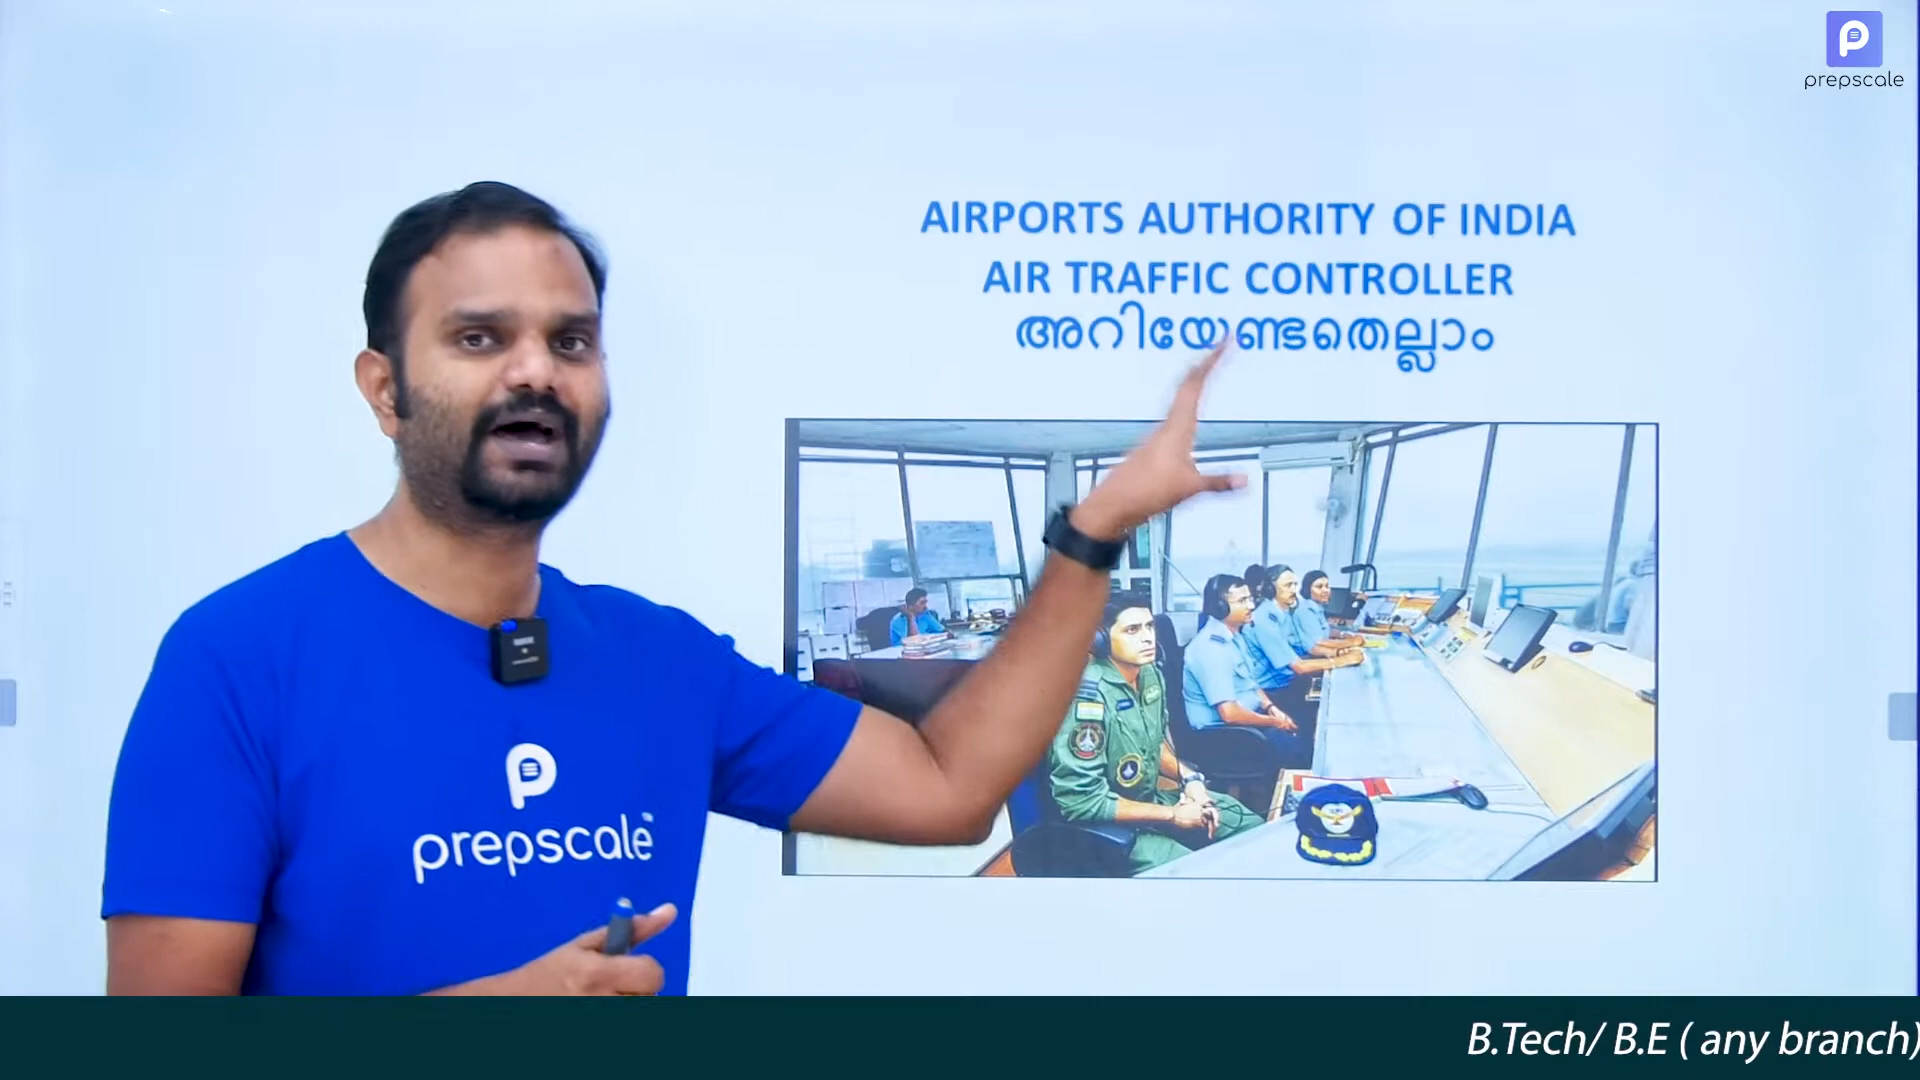 prepscale
AIRPORTS AUTHORITY OF INDIA
AIR TRAFFIC CONTROLLER
അറിയേണ്ടതെല്ലാം
prepscale
B.Tech/ B.E ( any branch)